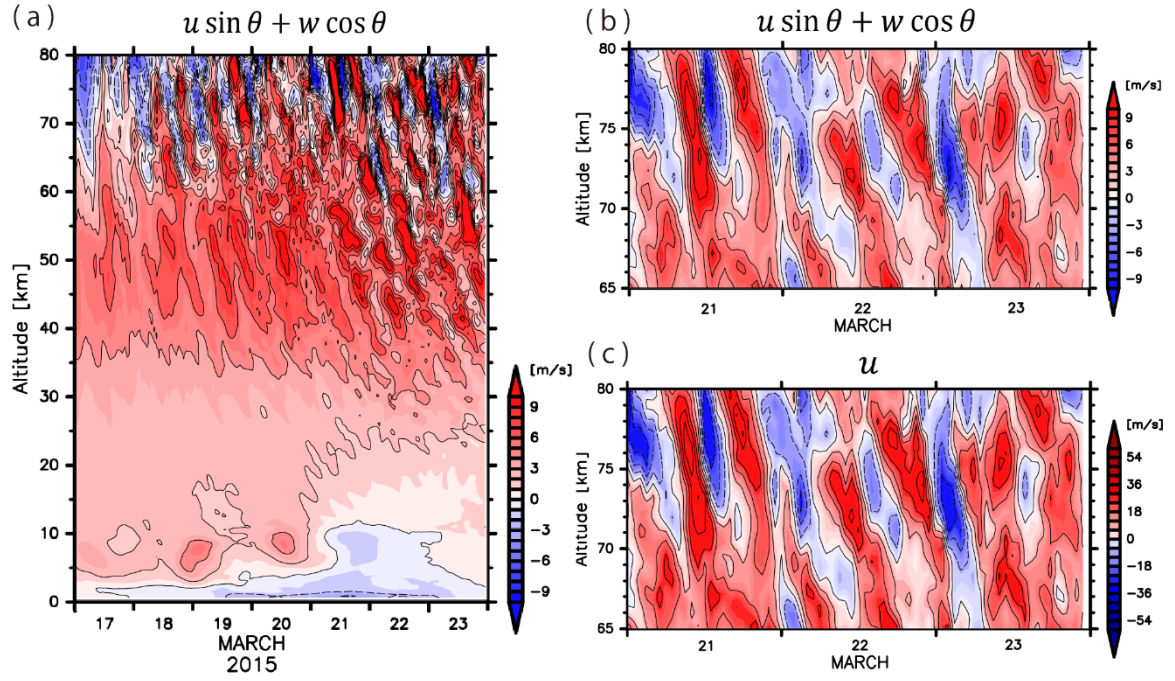 (a)
u sin θ + w cos θ
80
70
60
50
40
30
20
10
0
Altitude [km]
17 18 19 20 21 22 23
MARCH
2015
[m/s]
9
6
3
0
−3
−6
−9
(b)
u sin θ + w cos θ
80
75
70
65
Altitude [km]
21 22 23
MARCH
[m/s]
9
6
3
0
−3
−6
−9
(c)
u
80
75
70
65
Altitude [km]
21 22 23
MARCH
[m/s]
54
36
18
0
−18
−36
−54